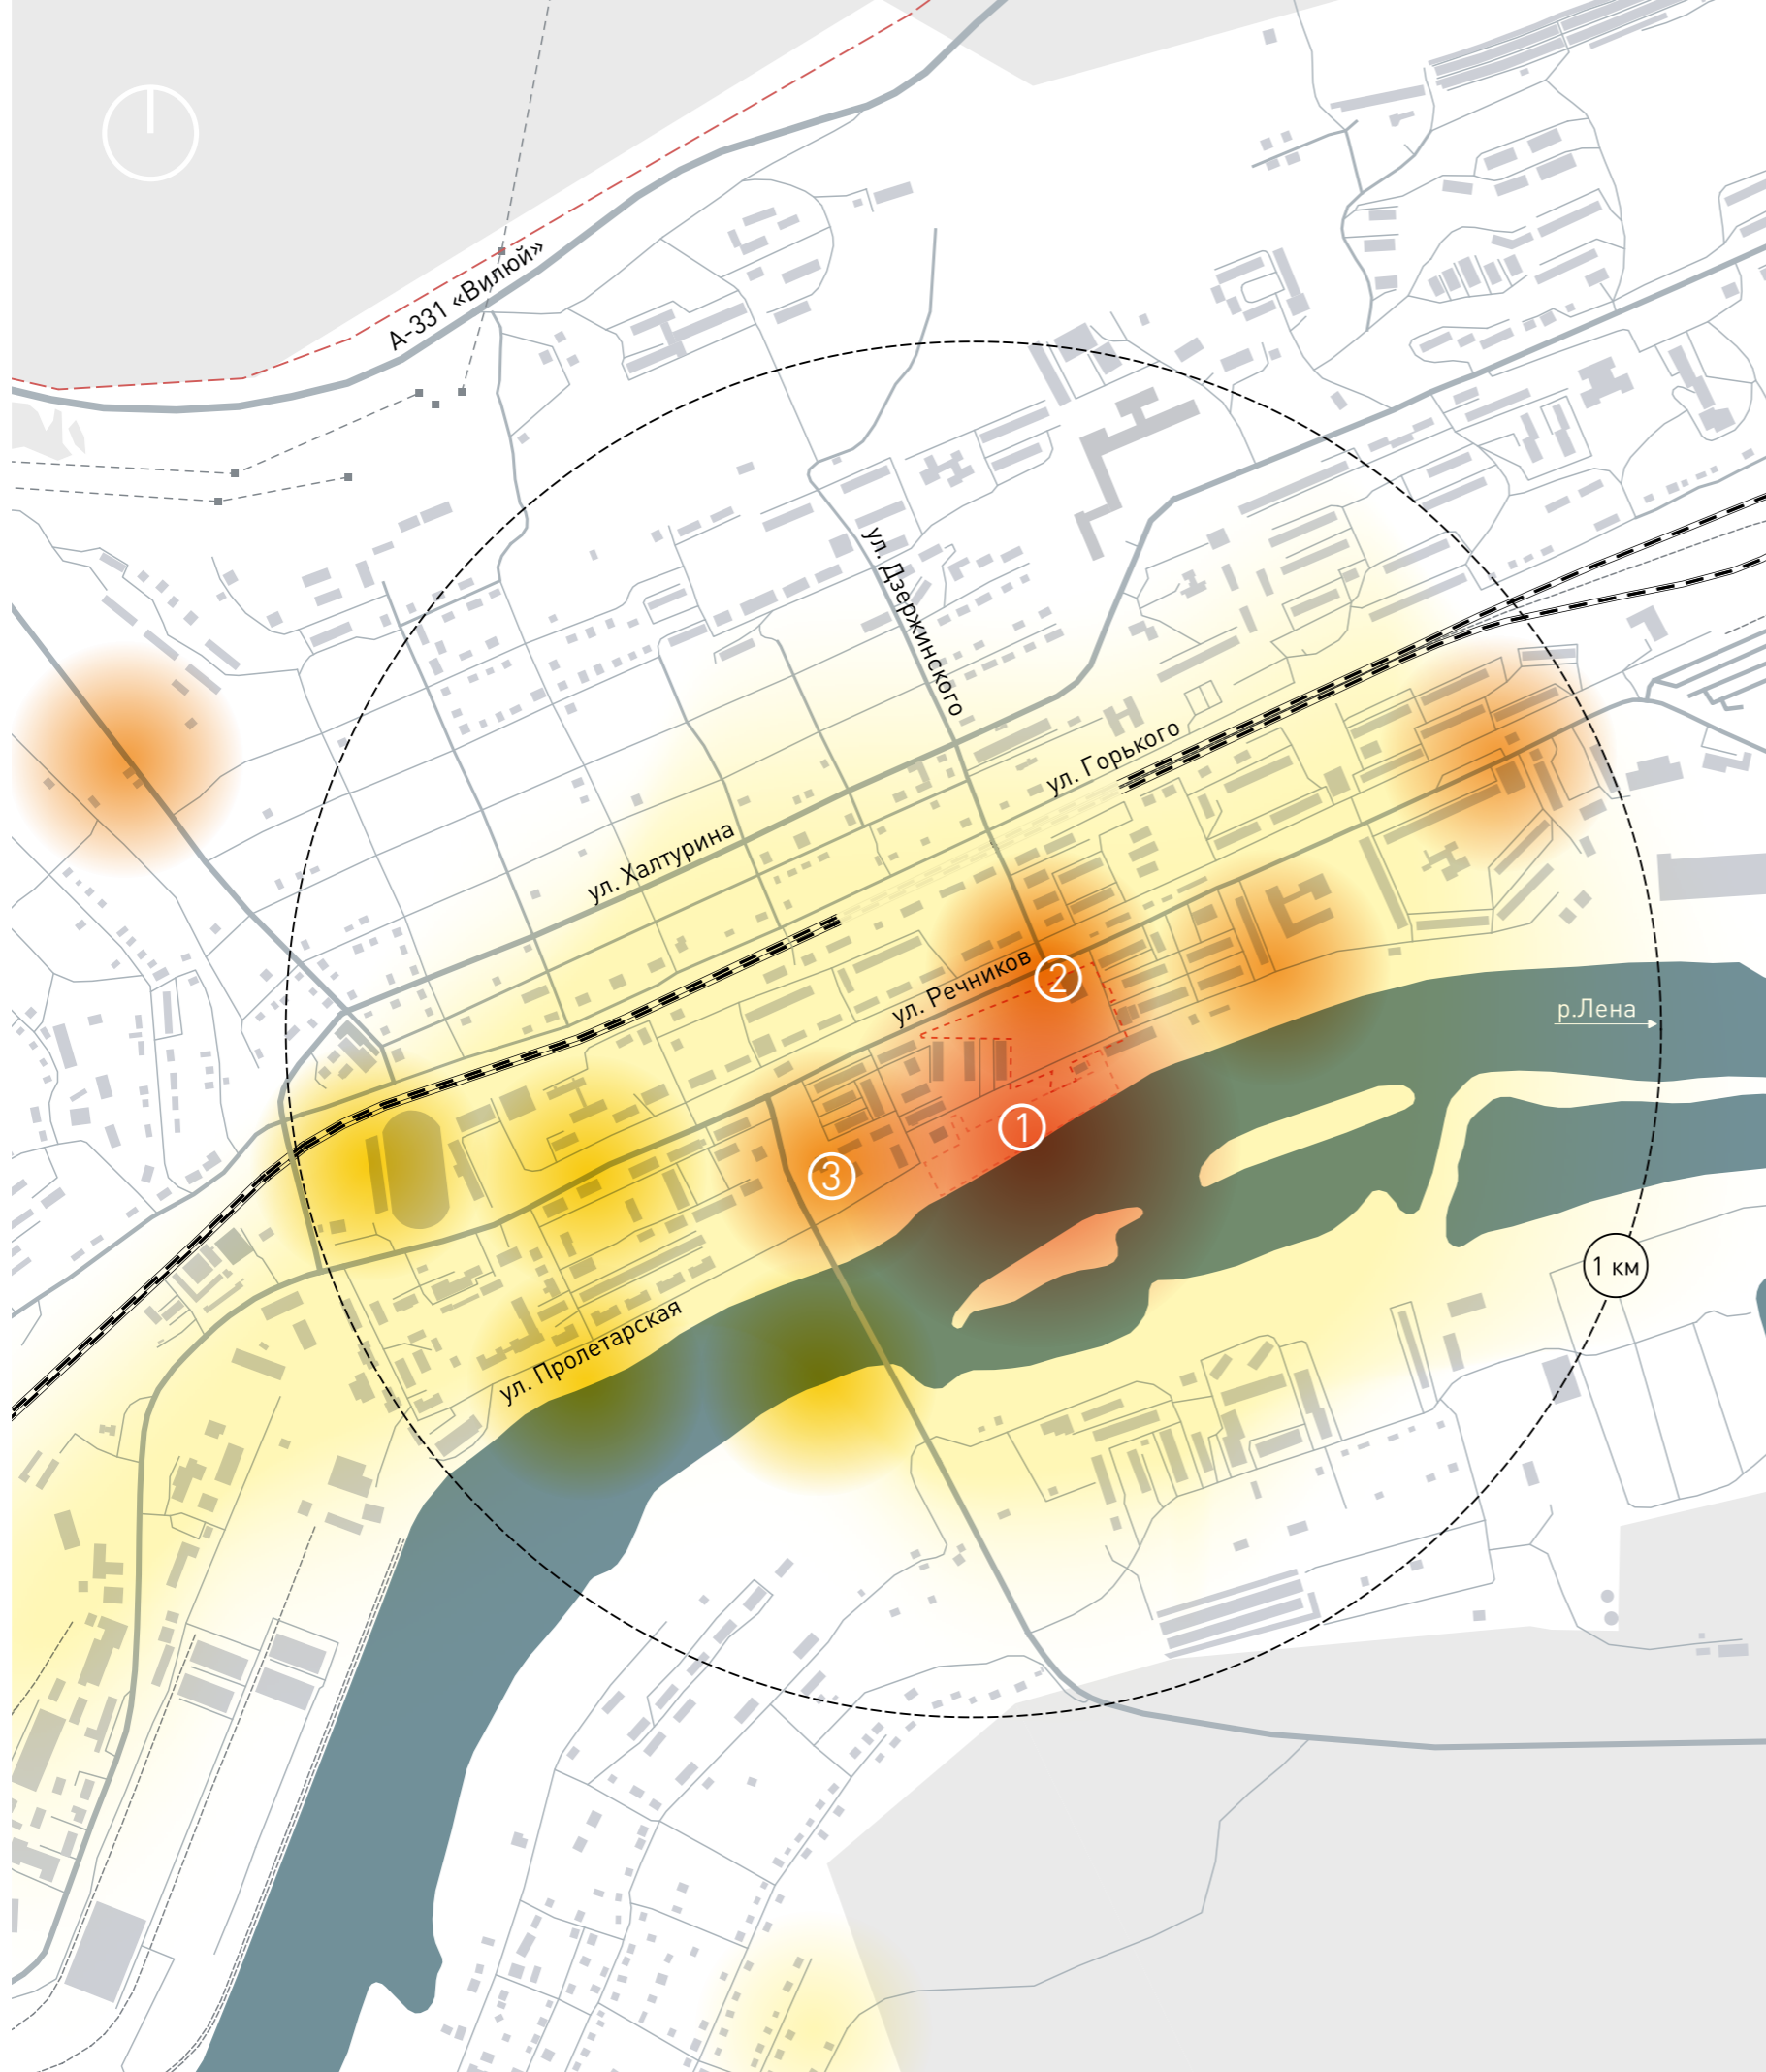 А-331 «Вилюй»
ул. Дзержинского
ул. Горького
ул. Халтурина
ул. Речников
2
р.Лена
1
3
1 км
ул. Пролетарская